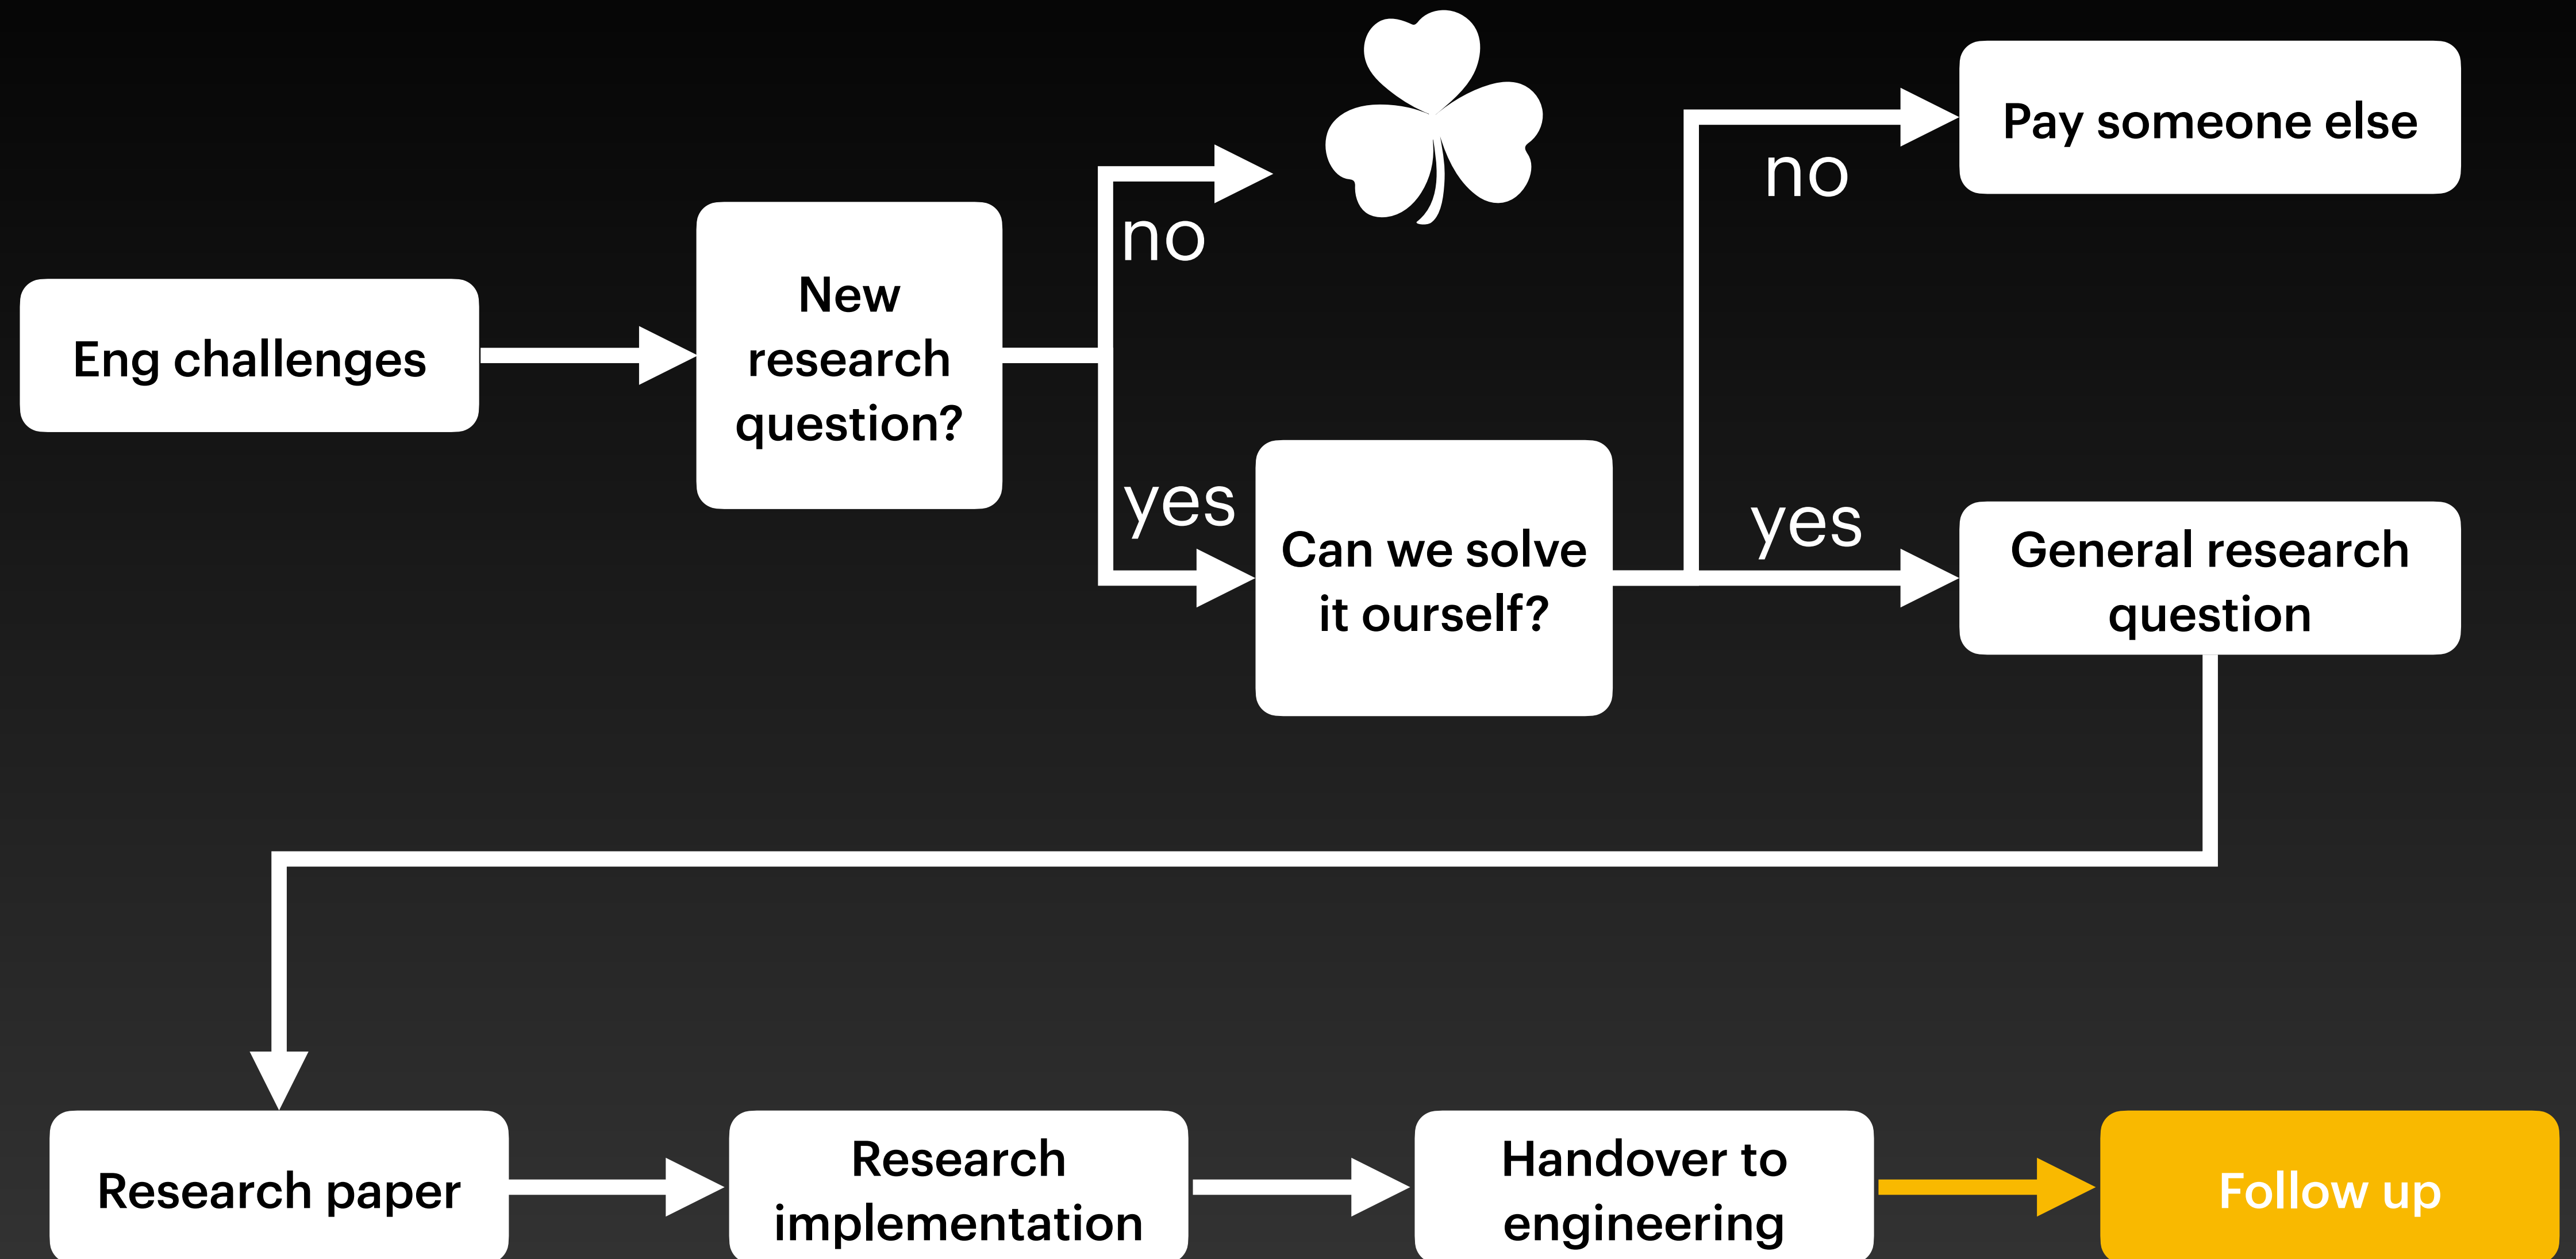 Eng challenges
New
research
question?
no
yes
Can we solve
it ourself?
no
Pay someone else
yes
General research
question
Research paper
Research
implementation
Handover to
engineering
Follow up